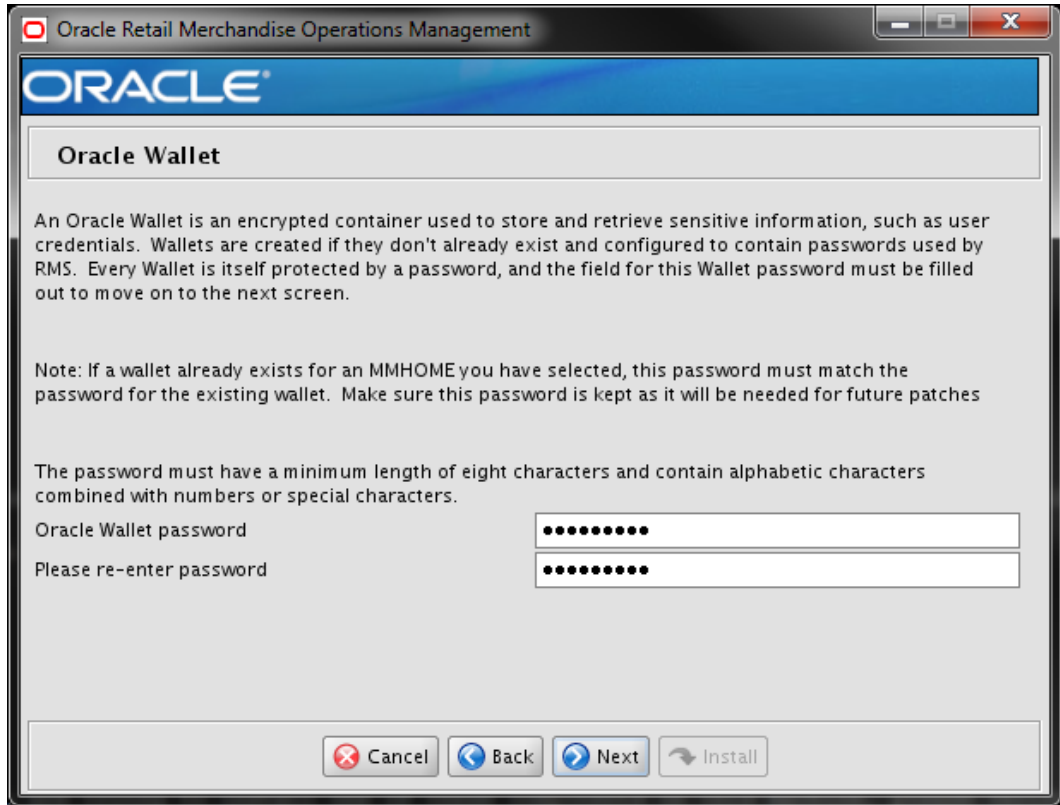 Oracle Retail Merchandise Operations Management
ORACLE
Oracle Wallet
An Oracle Wallet is an encrypted container used to store and retrieve sensitive information, such as user
credentials.  Wallets are created if they don't already exist and configured to contain passwords used by
RMS.  Every Wallet is itself protected by a password, and the field for this Wallet password must be filled
out to move on to the next screen.
Note: If a wallet already exists for an MMHOME you have selected, this password must match the
password for the existing wallet.  Make sure this password is kept as it will be needed for future patches
The password must have a minimum length of eight characters and contain alphabetic characters
combined with numbers or special characters.
Oracle Wallet password
Please re-enter password
Cancel Back Next Install